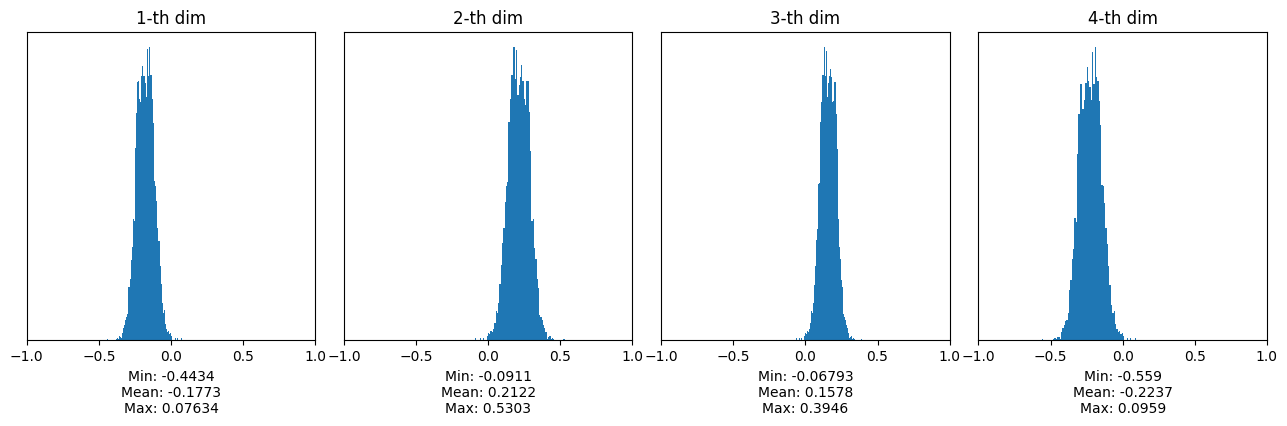 1-th dim
2-th dim
3-th dim
4-th dim
−1.0 −0.5 0.0 0.5 1.0
−1.0 −0.5 0.0 0.5 1.0
−1.0 −0.5 0.0 0.5 1.0
−1.0 −0.5 0.0 0.5 1.0
Min: -0.4434
Mean: -0.1773
Max: 0.07634
Min: -0.0911
Mean: 0.2122
Max: 0.5303
Min: -0.06793
Mean: 0.1578
Max: 0.3946
Min: -0.559
Mean: -0.2237
Max: 0.0959